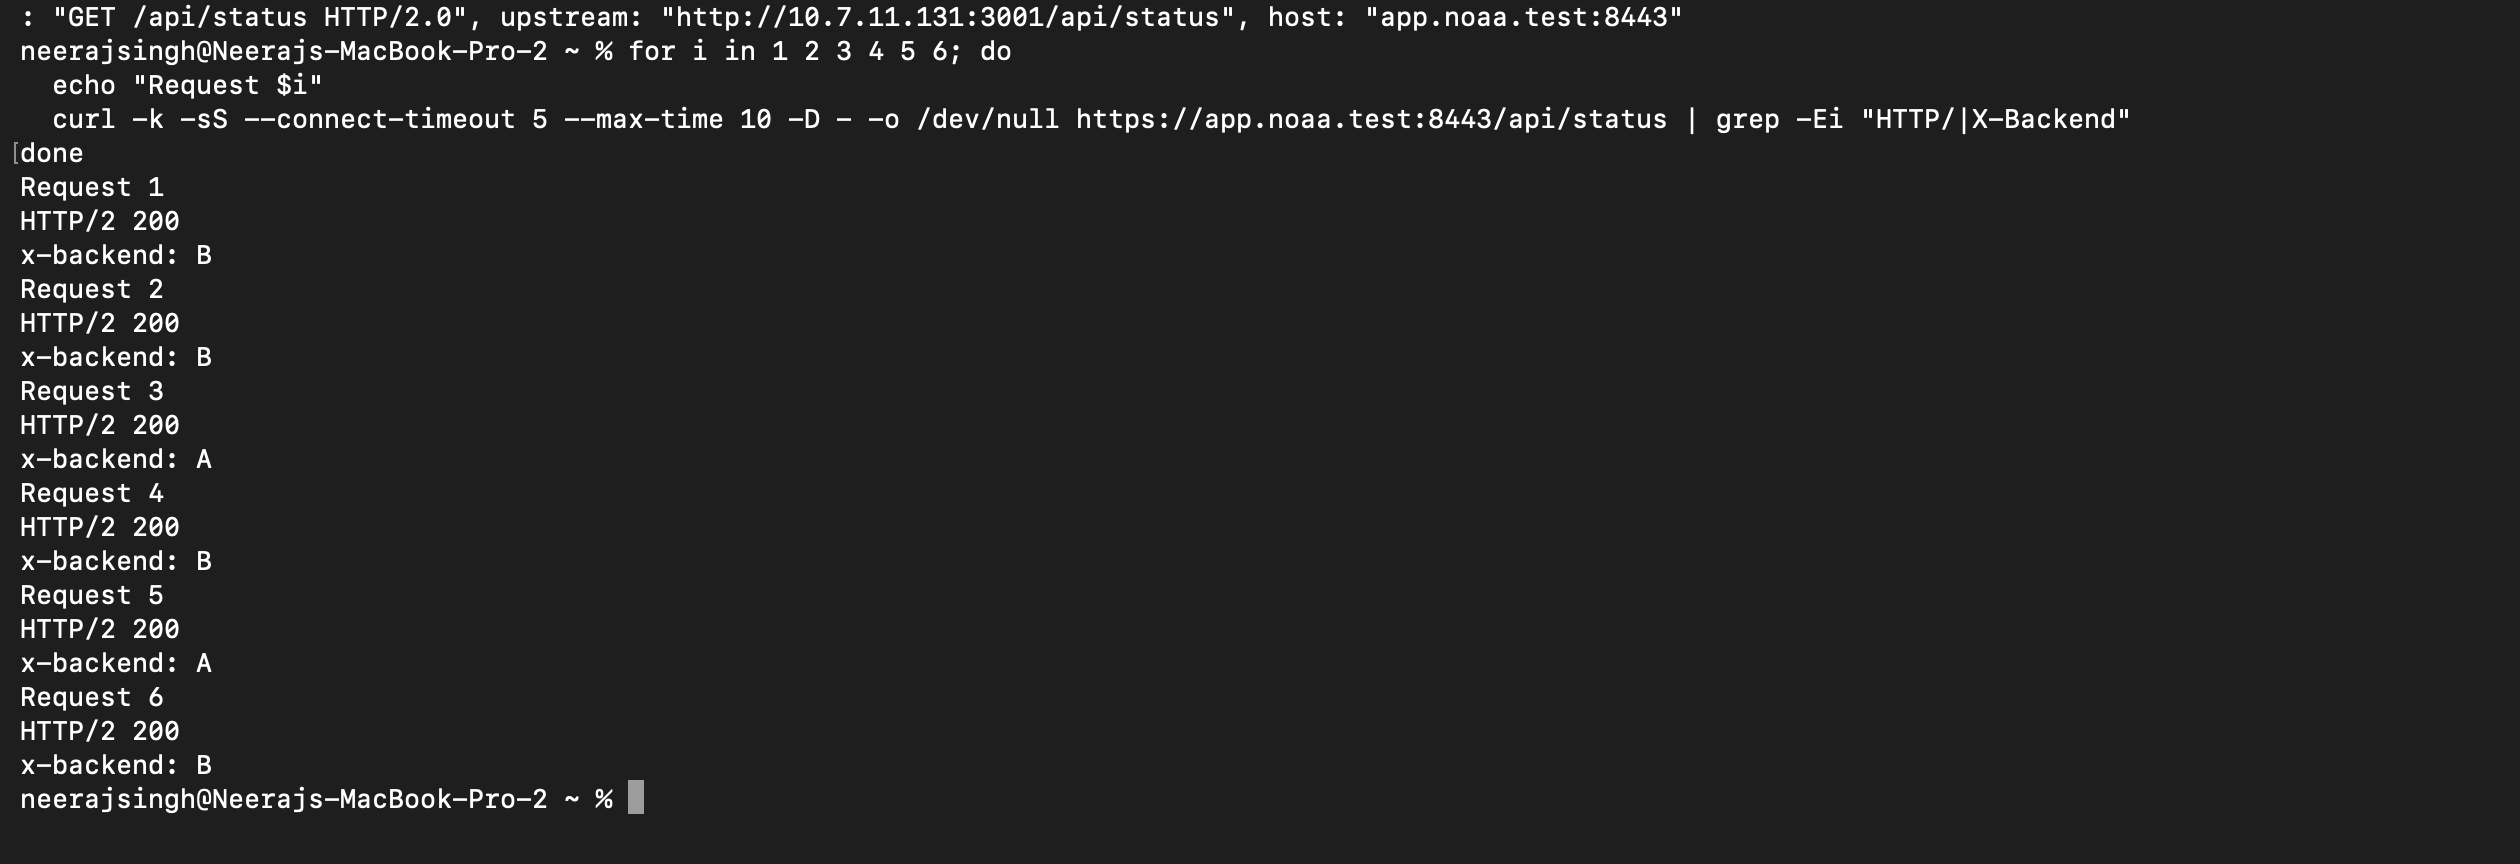 : "GET /api/status HTTP/2.0", upstream: "http://10.7.11.131:3001/api/status", host: "app.noaa.test:8443"
neerajsingh@Neerajs-MacBook-Pro-2 ~ % for i in 1 2 3 4 5 6; do
  echo "Request $i"
  curl -k -sS --connect-timeout 5 --max-time 10 -D - -o /dev/null https://app.noaa.test:8443/api/status | grep -Ei "HTTP/|X-Backend"
[done
Request 1
HTTP/2 200
x-backend: B
Request 2
HTTP/2 200
x-backend: B
Request 3
HTTP/2 200
x-backend: A
Request 4
HTTP/2 200
x-backend: B
Request 5
HTTP/2 200
x-backend: A
Request 6
HTTP/2 200
x-backend: B
neerajsingh@Neerajs-MacBook-Pro-2 ~ %